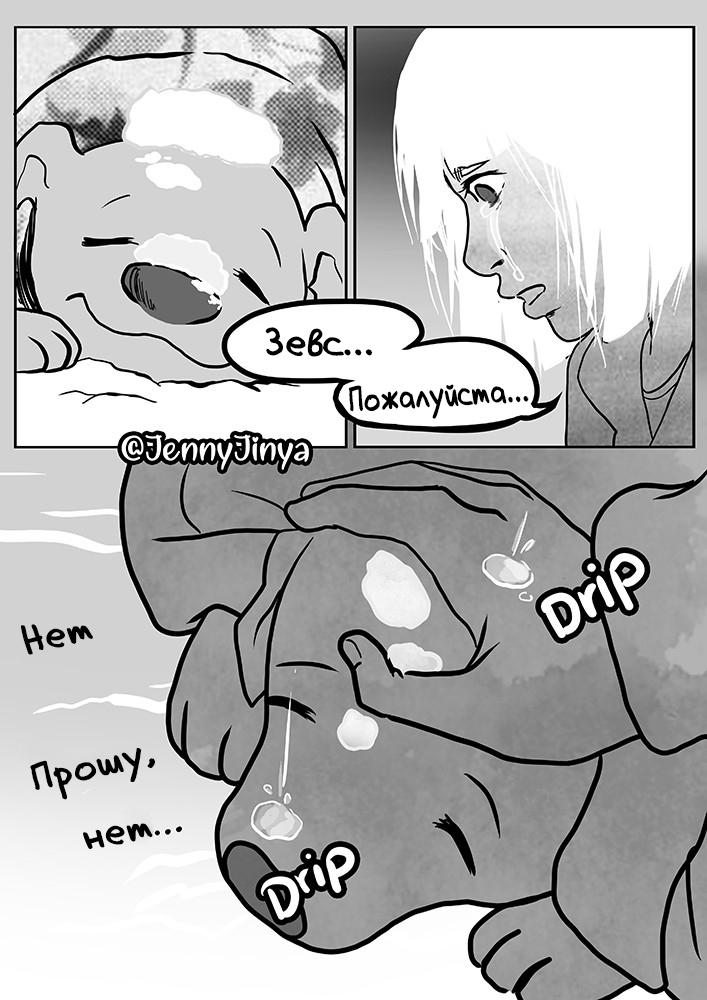 Зевс...
Пожалуйста...
@JennyJinya
Drip
Нет
Прошу,
нет...
Drip